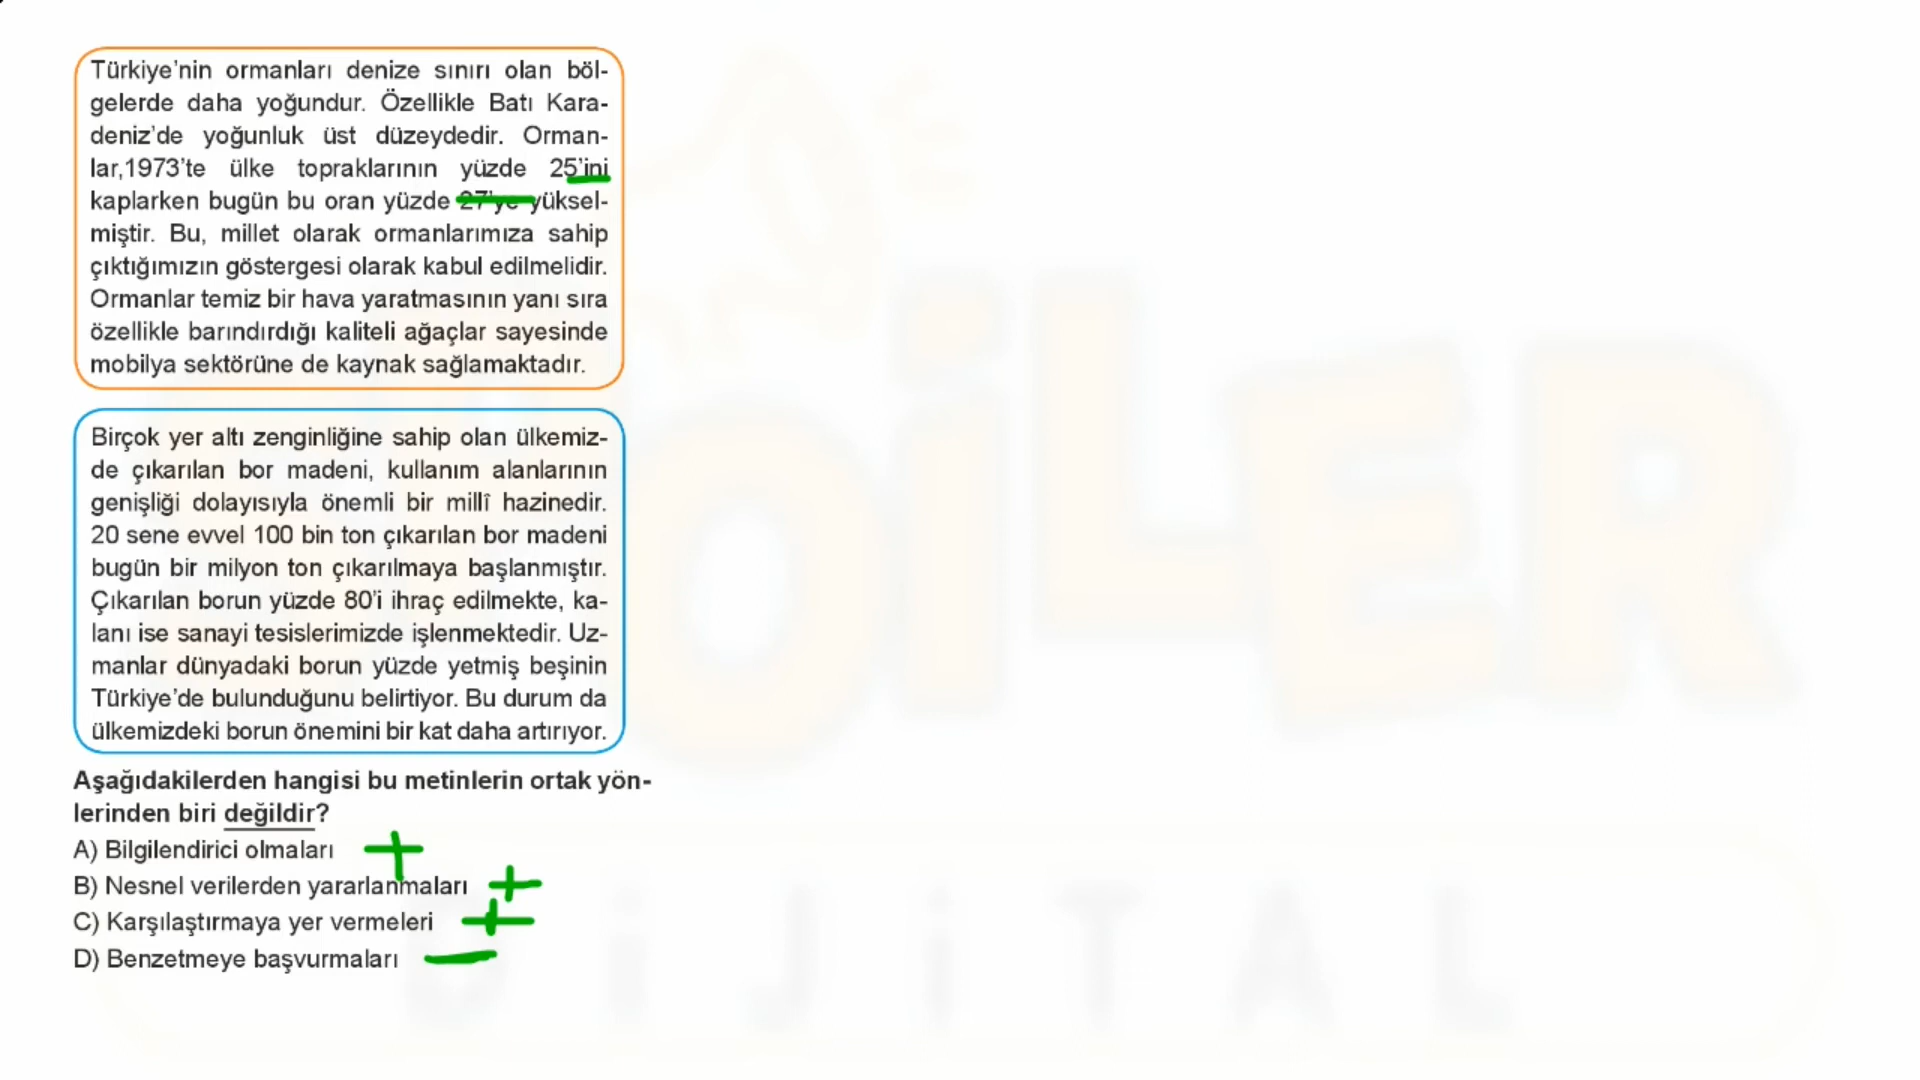 Türkiye'nin ormanları denize sınırı olan böl-
gelerde daha yoğundur. Özellikle Batı Kara-
deniz'de yoğunluk üst düzeydedir. Orman-
lar,1973'te ülke topraklarının yüzde 25'ini
kaplarken bugün bu oran yüzde 27'ye yüksel-
miştir. Bu, millet olarak ormanlarımıza sahip
çıktığımızın göstergesi olarak kabul edilmelidir.
Ormanlar temiz bir hava yaratmasının yanı sıra
özellikle barındırdığı kaliteli ağaçlar sayesinde
mobilya sektörüne de kaynak sağlamaktadır.
Birçok yer altı zenginliğine sahip olan ülkemiz-
de çıkarılan bor madeni, kullanım alanlarının
genişliği dolayısıyla önemli bir millî hazinedir.
20 sene evvel 100 bin ton çıkarılan bor madeni
bugün bir milyon ton çıkarılmaya başlanmıştır.
Çıkarılan borun yüzde 80'i ihraç edilmekte, ka-
lanı ise sanayi tesislerimizde işlenmektedir. Uz-
manlar dünyadaki borun yüzde yetmiş beşinin
Türkiye'de bulunduğunu belirtiyor. Bu durum da
ülkemizdeki borun önemini bir kat daha artırıyor.
Aşağıdakilerden hangisi bu metinlerin ortak yön-
lerinden biri değildir?
A) Bilgilendirici olmaları +
B) Nesnel verilerden yararlanmaları +
C) Karşılaştırmaya yer vermeleri +
D) Benzetmeye başvurmaları -
DİJİTAL